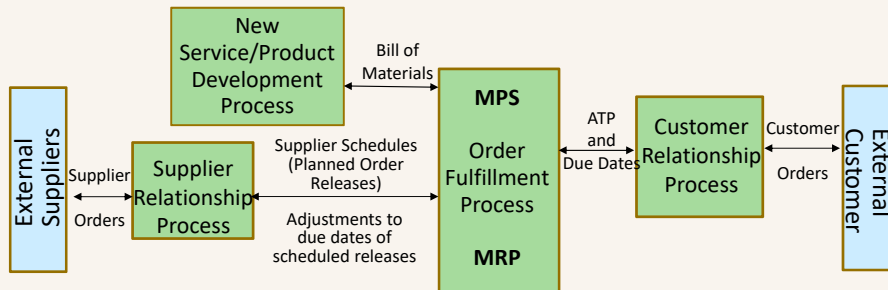 New
Service/Product
Development
Process
Bill of
Materials
External
Suppliers
Supplier
Orders
Supplier
Relationship
Process
Supplier Schedules
(Planned Order
Releases)
Adjustments to
due dates of
scheduled releases
MPS
Order
Fulfillment
Process
MRP
ATP
and
Due Dates
Customer
Relationship
Process
Customer
Orders
External
Customer